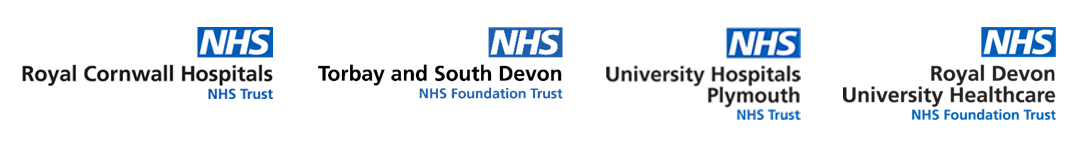 NHS
Royal Cornwall Hospitals
NHS Trust
NHS
Torbay and South Devon
NHS Foundation Trust
NHS
University Hospitals
Plymouth
NHS Trust
NHS
Royal Devon
University Healthcare
NHS Foundation Trust